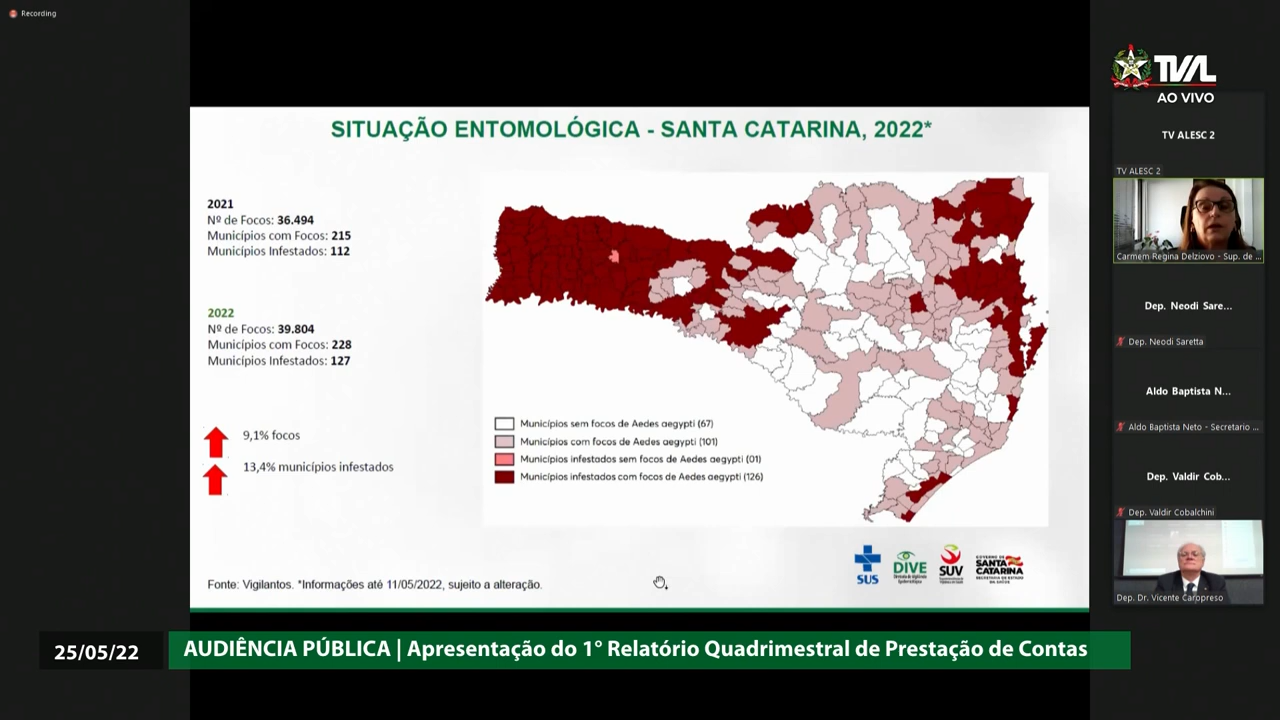 Recording
SITUAÇÃO ENTOMOLÓGICA - SANTA CATARINA, 2022*
2021
Nº de Focos: 36.494
Municípios com Focos: 215
Municípios Infestados: 112
2022
Nº de Focos: 39.804
Municípios com Focos: 228
Municípios Infestados: 127
9,1% focos
13,4% municípios infestados
Municípios sem focos de Aedes aegypti (67)
Municípios com focos de Aedes aegypti (101)
Municípios infestados sem focos de Aedes aegypti (01)
Municípios infestados com focos de Aedes aegypti (126)
Fonte: Vigilantos. *Informações até 11/05/2022, sujeito a alteração.
SUS
DIVE
SUV
GOVERNO DE
SANTA
CATARINA
TVAL
AO VIVO
TV ALESC 2
TV ALESC 2
Carmem Regina Delziovo - Sup. de ...
Dep. Neodi Sare...
Dep. Neodi Saretta
Aldo Baptista N...
Aldo Baptista Neto - Secretario ...
Dep. Valdir Cob...
Dep. Valdir Cobalchini
Dep. Dr. Vicente Caropreso
25/05/22
AUDIÊNCIA PÚBLICA | Apresentação do 1° Relatório Quadrimestral de Prestação de Contas